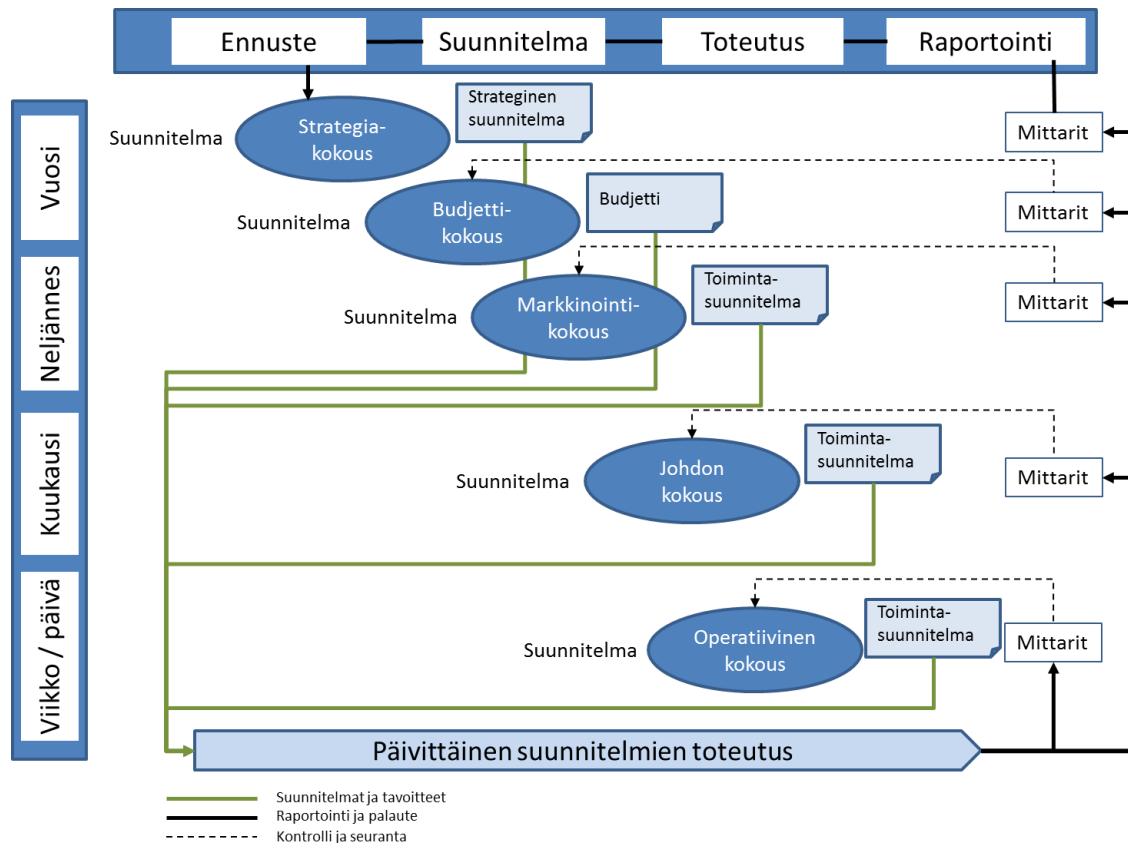 Ennuste
Suunnitelma
Toteutus
Raportointi
Vuosi
Neljännes
Kuukausi
Viikko / päivä
Suunnitelma
Strategia-
kokous
Strateginen
suunnitelma
Mittarit
Suunnitelma
Budjetti-
kokous
Budjetti
Mittarit
Suunnitelma
Markkinointi-
kokous
Toiminta-
suunnitelma
Mittarit
Suunnitelma
Johdon
kokous
Toiminta-
suunnitelma
Mittarit
Suunnitelma
Operatiivinen
kokous
Toiminta-
suunnitelma
Mittarit
Päivittäinen suunnitelmien toteutus
Suunnitelmat ja tavoitteet
Raportointi ja palaute
Kontrolli ja seuranta